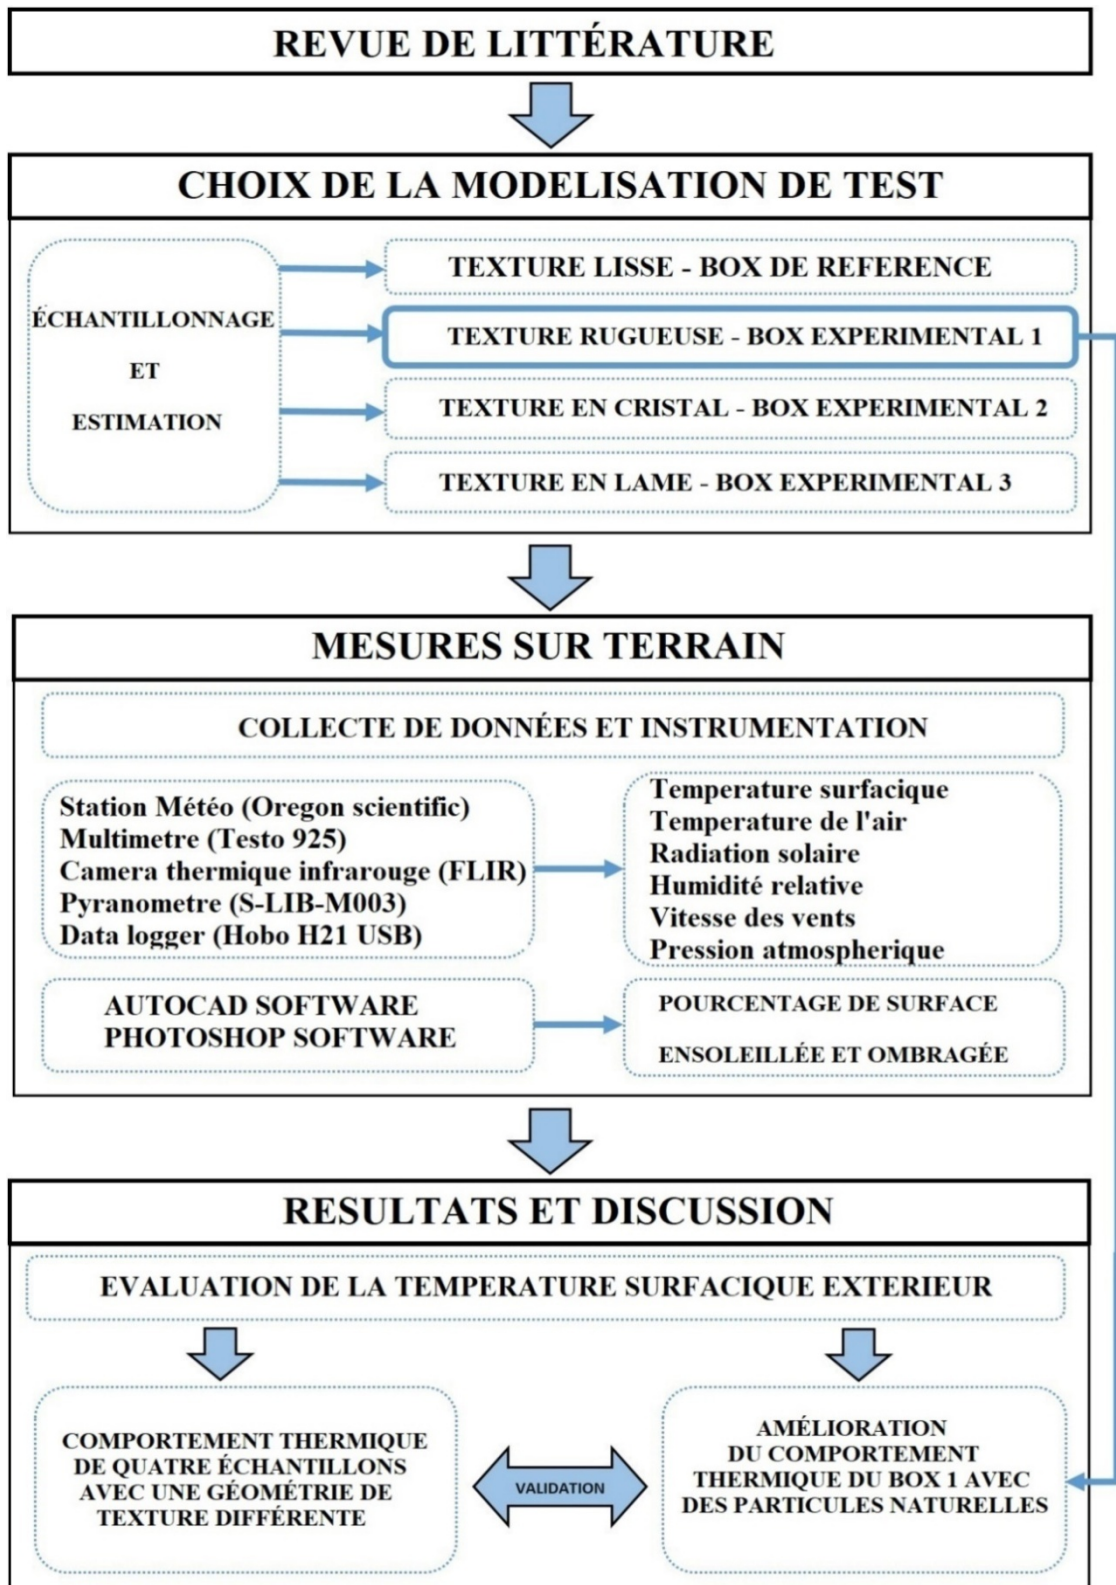 REVUE DE LITTÉRATURE
CHOIX DE LA MODELISATION DE TEST
ÉCHANTILLONNAGE
ET
ESTIMATION
TEXTURE LISSE - BOX DE REFERENCE
TEXTURE RUGUEUSE - BOX EXPERIMENTAL 1
TEXTURE EN CRISTAL - BOX EXPERIMENTAL 2
TEXTURE EN LAME - BOX EXPERIMENTAL 3
MESURES SUR TERRAIN
COLLECTE DE DONNÉES ET INSTRUMENTATION
Station Météo (Oregon scientific)
Multimetre (Testo 925)
Camera thermique infrarouge (FLIR)
Pyranometre (S-LIB-M003)
Data logger (Hobo H21 USB)
Temperature surfacique
Temperature de l'air
Radiation solaire
Humidité relative
Vitesse des vents
Pression atmospherique
AUTOCAD SOFTWARE
PHOTOSHOP SOFTWARE
POURCENTAGE DE SURFACE
ENSOLEILLÉE ET OMBRAGÉE
RESULTATS ET DISCUSSION
EVALUATION DE LA TEMPERATURE SURFACIQUE EXTERIEUR
COMPORTEMENT THERMIQUE
DE QUATRE ÉCHANTILLONS
AVEC UNE GÉOMÉTRIE DE
TEXTURE DIFFÉRENTE
VALIDATION
AMÉLIORATION
DU COMPORTEMENT
THERMIQUE DU BOX 1 AVEC
DES PARTICULES NATURELLES